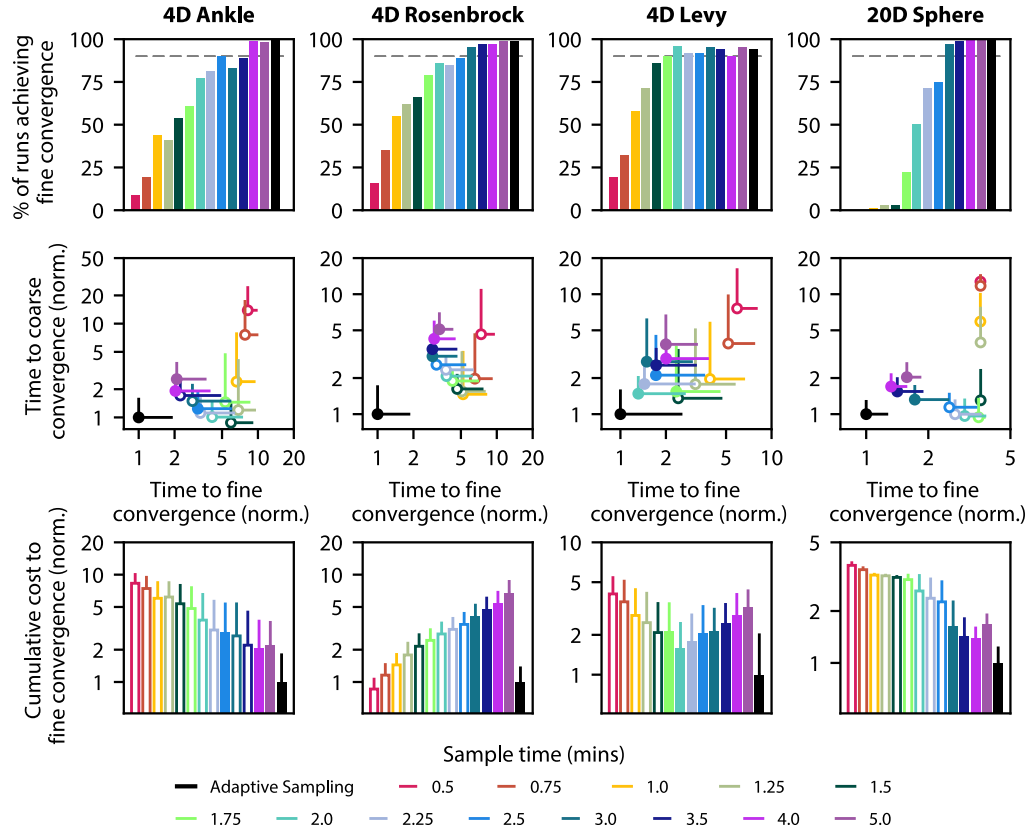 4D Ankle 4D Rosenbrock 4D Levy 20D Sphere
% of runs achieving
fine convergence
100 100 100 100
75 75 75 75
50 50 50 50
25 25 25 25
0 0 0 0
Time to coarse
convergence (norm.)
50 20 20 20
20 10 10 10
10 5 5 5
5 2 2 2
2 1 1 1
1
1 2 5 10 20 1 2 5 10 20 1 2 5 10 1 2 5
Time to fine Time to fine Time to fine Time to fine
convergence (norm.) convergence (norm.) convergence (norm.) convergence (norm.)
Cumulative cost to
fine convergence (norm.)
20 20 10 5
10 10 5 2
5 5 2 1
2 2 1
1 1
Sample time (mins)
Adaptive Sampling 0.5 0.75 1.0 1.25 1.5
1.75 2.0 2.25 2.5 3.0 3.5 4.0 5.0